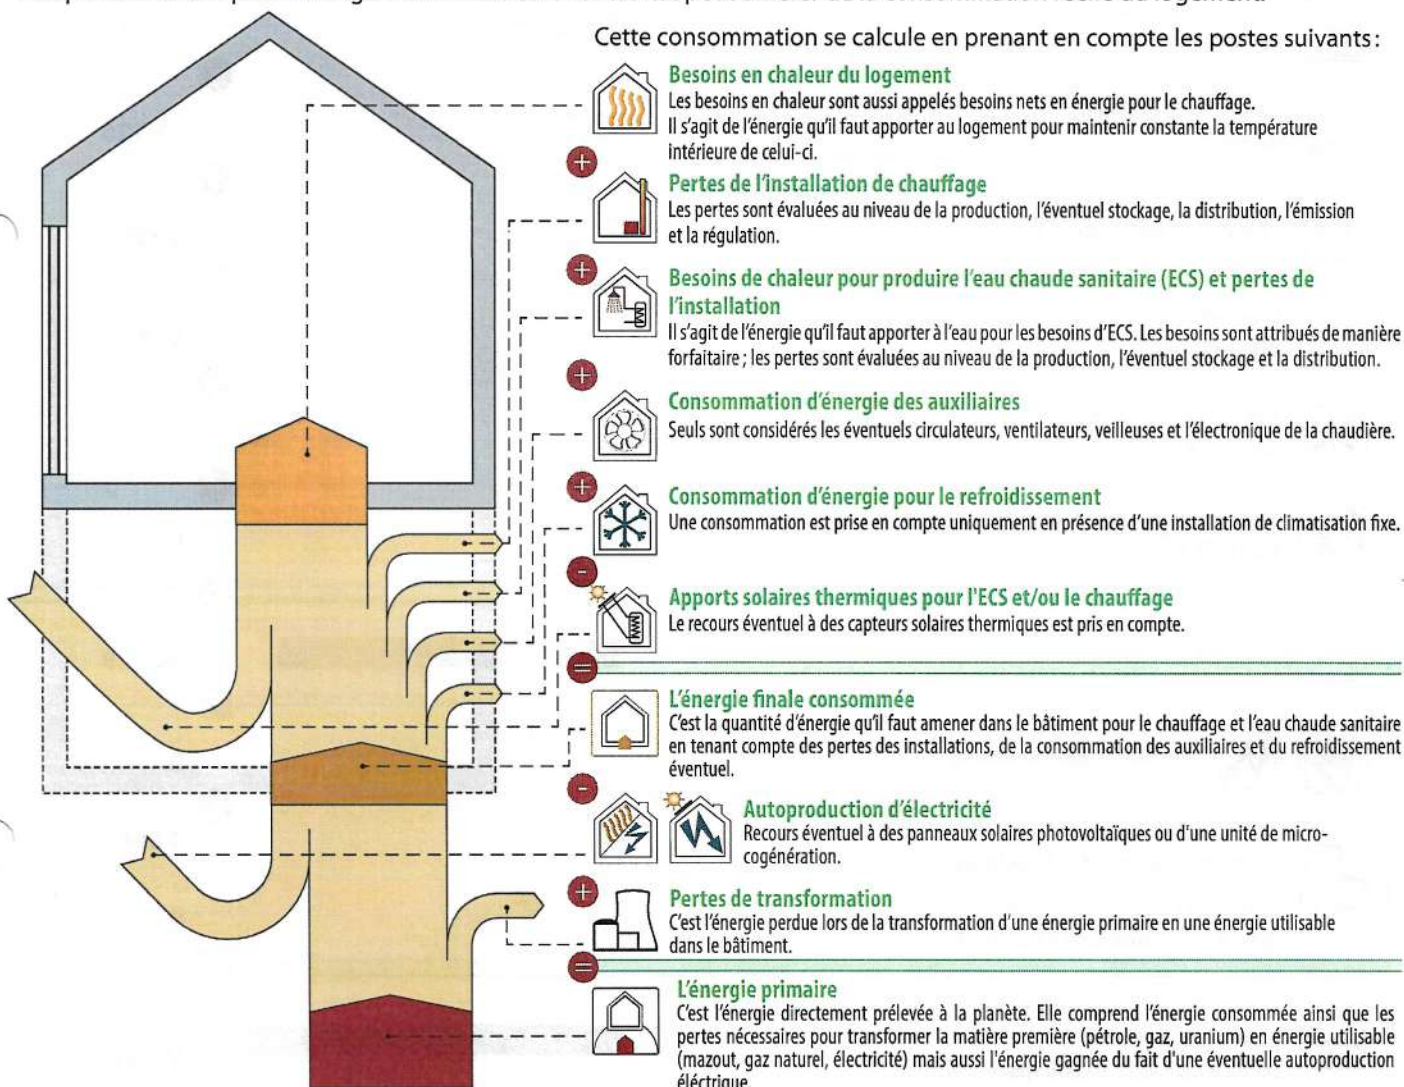 Cette consommation se calcule en prenant en compte les postes suivants :
Besoins en chaleur du logement
Les besoins en chaleur sont aussi appelés besoins nets en énergie pour le chauffage.
Il s'agit de l'énergie qu'il faut apporter au logement pour maintenir constante la température
intérieure de celui-ci.
+
Pertes de l'installation de chauffage
Les pertes sont évaluées au niveau de la production, l'éventuel stockage, la distribution, l'émission
et la régulation.
+
Besoins de chaleur pour produire l'eau chaude sanitaire (ECS) et pertes de
l'installation
Il s'agit de l'énergie qu'il faut apporter à l'eau pour les besoins d'ECS. Les besoins sont attribués de manière
forfaitaire ; les pertes sont évaluées au niveau de la production, l'éventuel stockage et la distribution.
+
Consommation d'énergie des auxiliaires
Seuls sont considérés les éventuels circulateurs, ventilateurs, veilleuses et l'électronique de la chaudière.
+
Consommation d'énergie pour le refroidissement
Une consommation est prise en compte uniquement en présence d'une installation de climatisation fixe.
-
Apports solaires thermiques pour l'ECS et/ou le chauffage
Le recours éventuel à des capteurs solaires thermiques est pris en compte.
=
L'énergie finale consommée
C'est la quantité d'énergie qu'il faut amener dans le bâtiment pour le chauffage et l'eau chaude sanitaire
en tenant compte des pertes des installations, de la consommation des auxiliaires et du refroidissement
éventuel.
-
Autoproduction d'électricité
Recours éventuel à des panneaux solaires photovoltaïques ou d'une unité de micro-
cogénération.
+
Pertes de transformation
C'est l'énergie perdue lors de la transformation d'une énergie primaire en une énergie utilisable
dans le bâtiment.
=
L'énergie primaire
C'est l'énergie directement prélevée à la planète. Elle comprend l'énergie consommée ainsi que les
pertes nécessaires pour transformer la matière première (pétrole, gaz, uranium) en énergie utilisable
(mazout, gaz naturel, électricité) mais aussi l'énergie gagnée du fait d'une éventuelle autoproduction
éléctrique